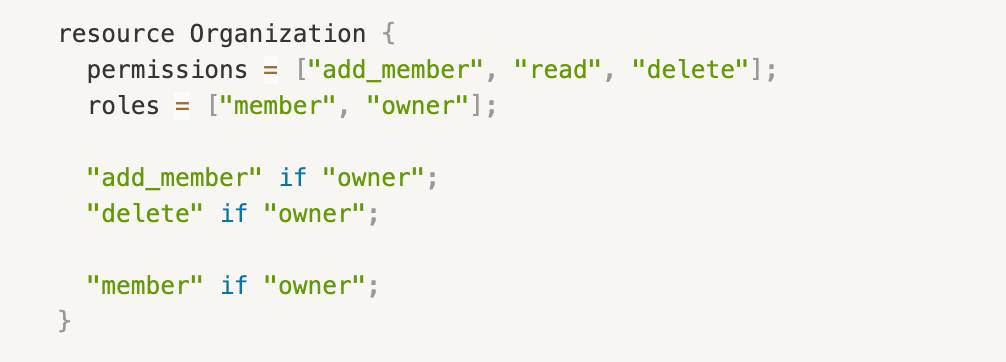 resource Organization {
  permissions = ["add_member", "read", "delete"];
  roles = ["member", "owner"];

  "add_member" if "owner";
  "delete" if "owner";

  "member" if "owner";
}